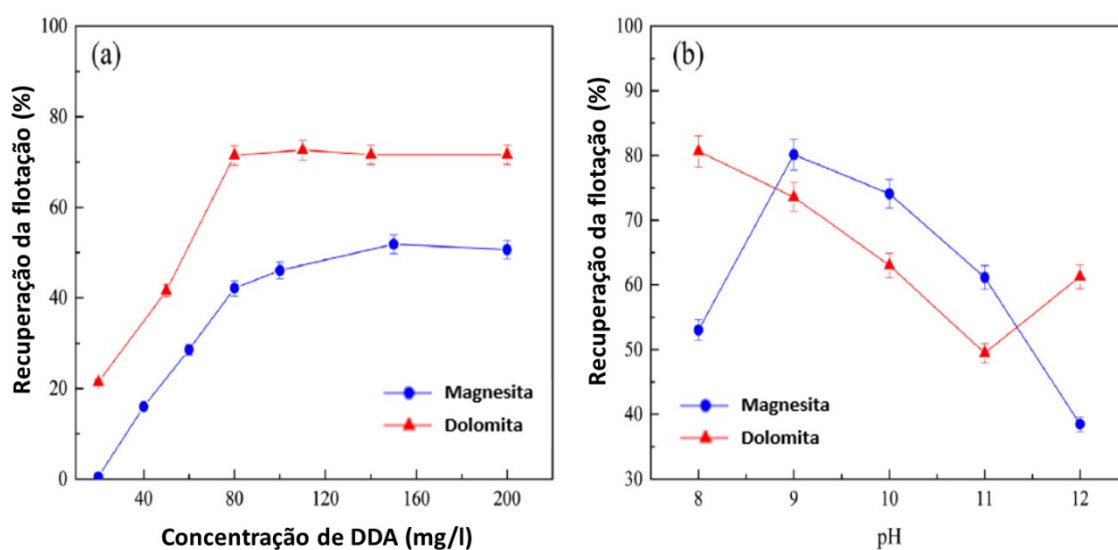 (a)
Recuperação da flotação (%)
100
80
60
40
20
0
Magnesita
Dolomita
40 80 120 160 200
Concentração de DDA (mg/l)
(b)
Recuperação da flotação (%)
100
90
80
70
60
50
40
30
Magnesita
Dolomita
8 9 10 11 12
pH